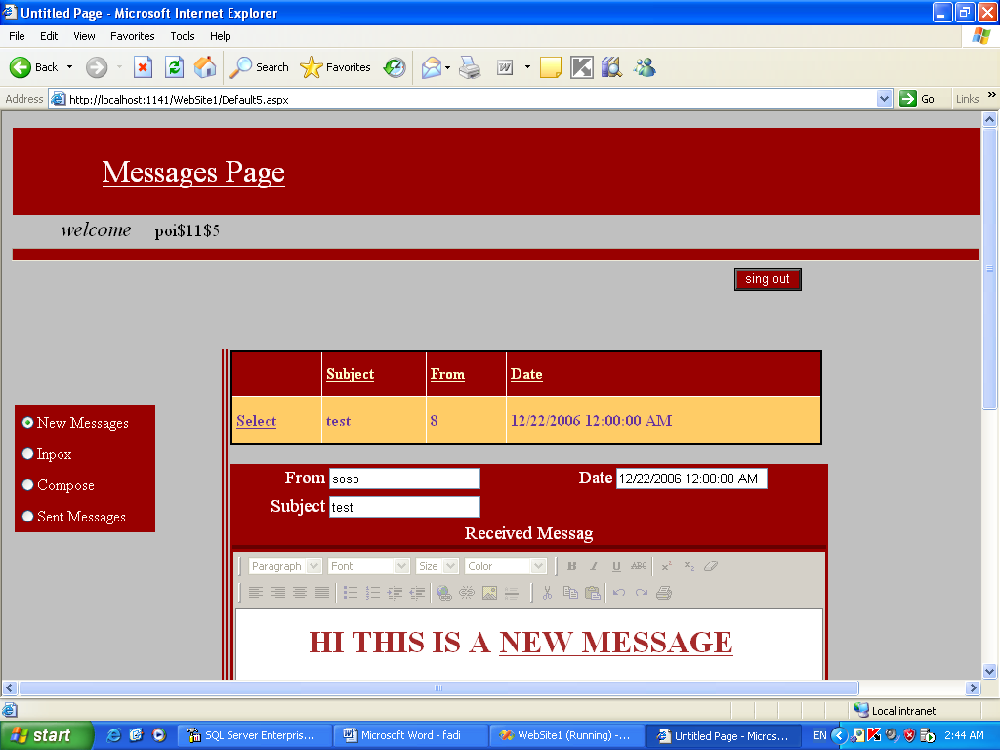 Untitled Page - Microsoft Internet Explorer
File Edit View Favorites Tools Help
Back Search Favorites
Address http://localhost:1141/WebSite1/Default5.aspx Go Links »
Messages Page
welcome poi$11$5
sing out
Subject From Date
Select test 8 12/22/2006 12:00:00 AM
New Messages
Inpox
Compose
Sent Messages
From soso Date 12/22/2006 12:00:00 AM
Subject test
Received Messag
Paragraph Font Size Color B I U ABC x² x₂
HI THIS IS A NEW MESSAGE
Local intranet
start SQL Server Enterpris... Microsoft Word - fadi WebSite1 (Running) -... Untitled Page - Micros... EN 2:44 AM